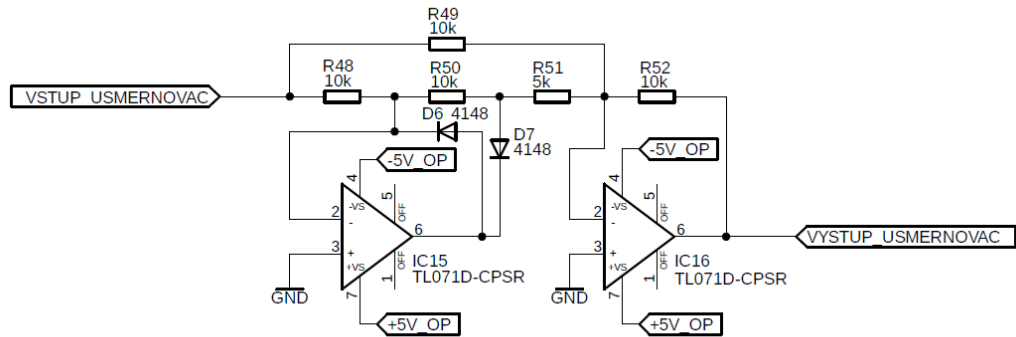 R49
10k
R48
10k
R50
10k
R51
5k
R52
10k
VSTUP_USMERNOVAC
D6 4148
D7
4148
-5V_OP
-5V_OP
4
5
-VS
OFF
2
-
6
3
+
+VS
OFF
7
1
IC15
TL071D-CPSR
GND
+5V_OP
4
5
-VS
OFF
2
-
6
3
+
+VS
OFF
7
1
IC16
TL071D-CPSR
GND
+5V_OP
VYSTUP_USMERNOVAC